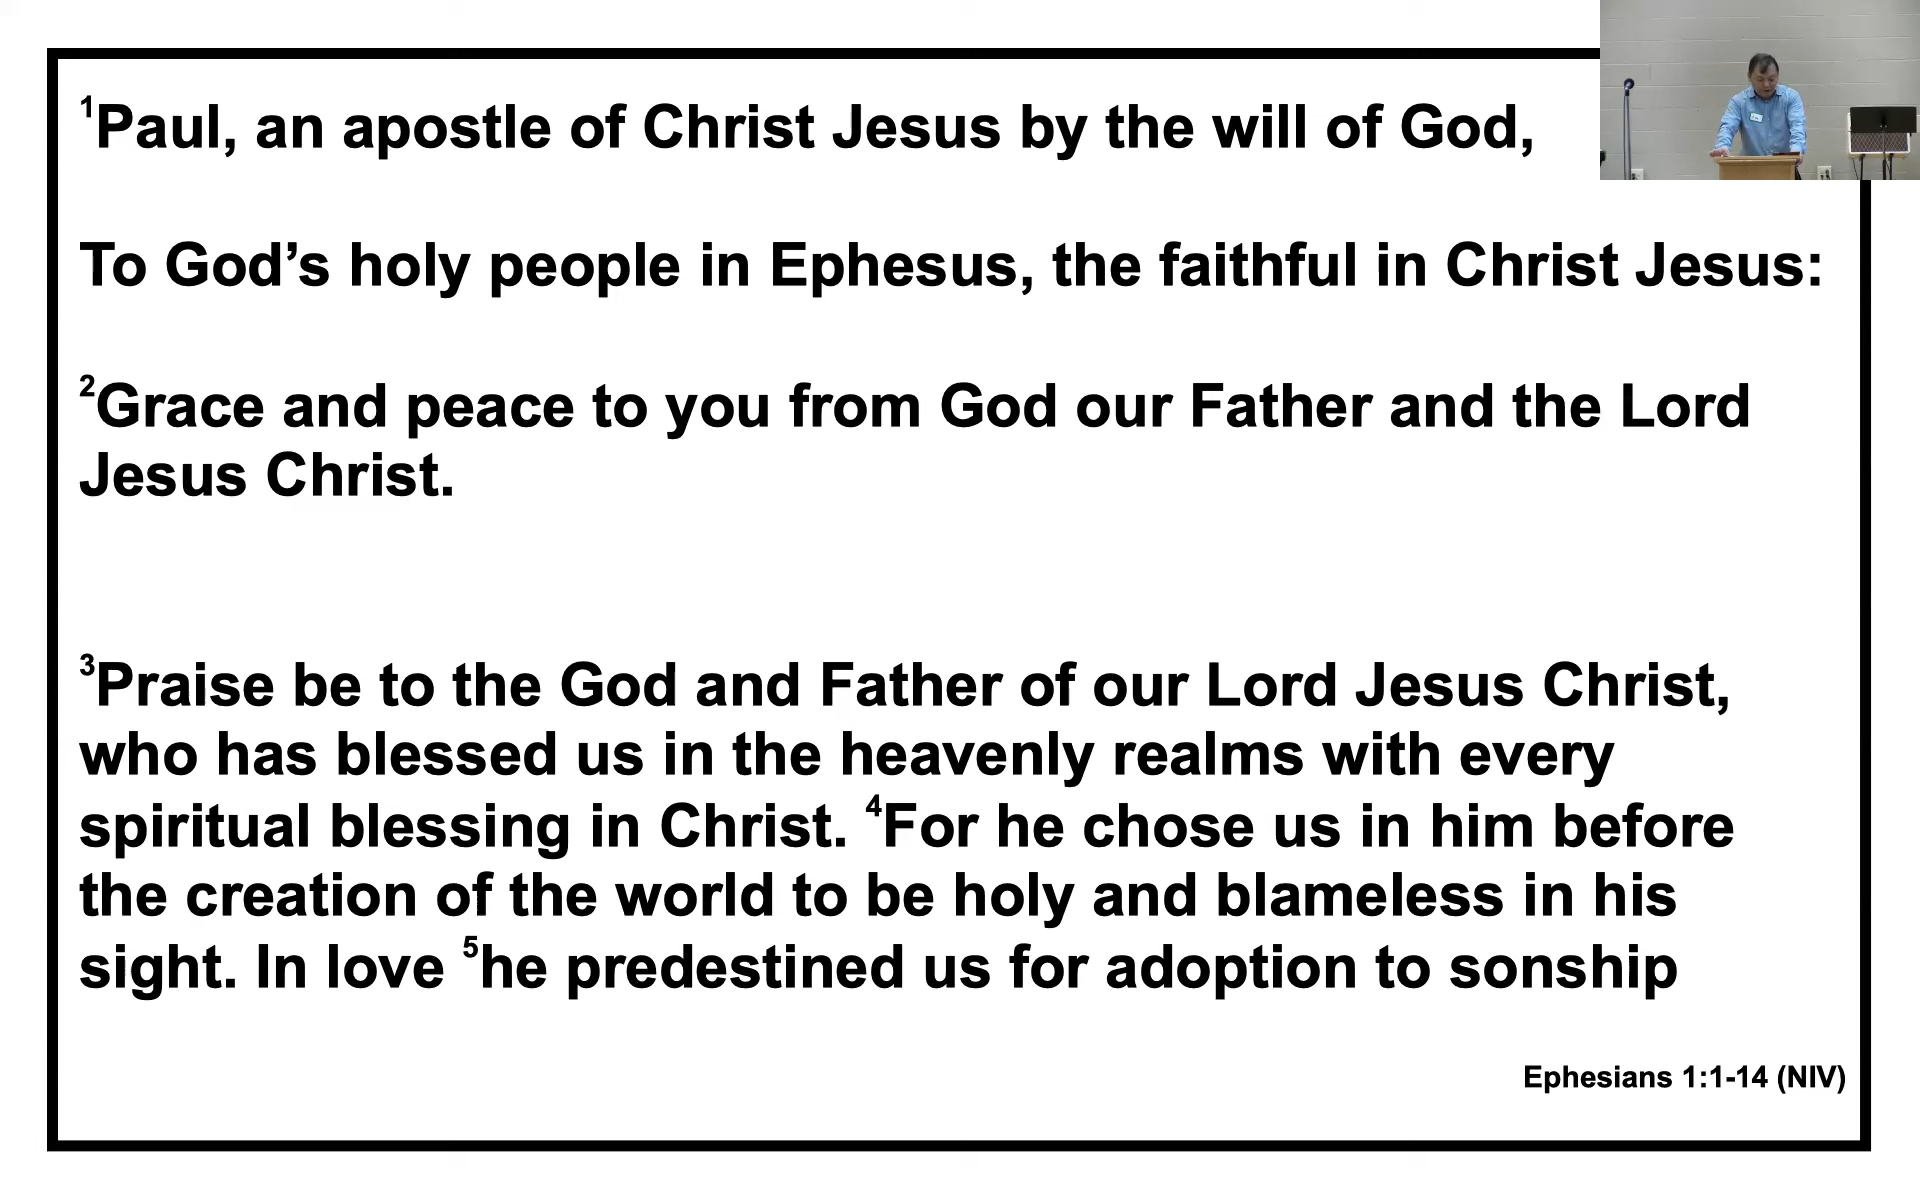 ¹Paul, an apostle of Christ Jesus by the will of God,
To God’s holy people in Ephesus, the faithful in Christ Jesus:
²Grace and peace to you from God our Father and the Lord
Jesus Christ.
³Praise be to the God and Father of our Lord Jesus Christ,
who has blessed us in the heavenly realms with every
spiritual blessing in Christ. ⁴For he chose us in him before
the creation of the world to be holy and blameless in his
sight. In love ⁵he predestined us for adoption to sonship
Ephesians 1:1-14 (NIV)